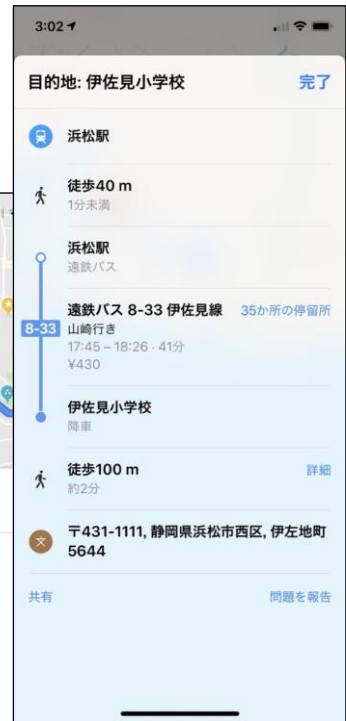 3:02
目的地: 伊佐見小学校 完了
浜松駅
徒歩40 m
1分未満
浜松駅
遠鉄バス
8-33
遠鉄バス 8-33 伊佐見線 35か所の停留所
山崎行き
17:45 – 18:26 · 41分
¥430
伊佐見小学校
降車
徒歩100 m 詳細
約2分
文
〒431-1111, 静岡県浜松市西区, 伊左地町
5644
共有 問題を報告